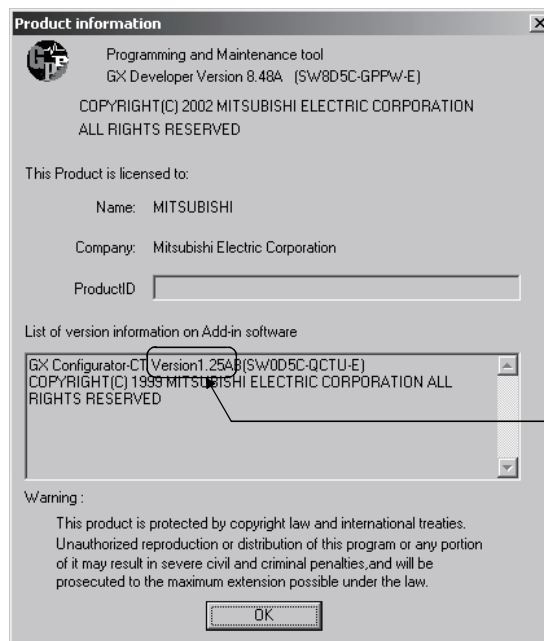 Product information
Programming and Maintenance tool
GX Developer Version 8.48A (SW8D5C-GPPW-E)
COPYRIGHT(C) 2002 MITSUBISHI ELECTRIC CORPORATION
ALL RIGHTS RESERVED
This Product is licensed to:
Name: MITSUBISHI
Company: Mitsubishi Electric Corporation
ProductID
List of version information on Add-in software
GX Configurator-CT Version1.25AB(SW0D5C-QCTU-E)
COPYRIGHT(C) 1999 MITSUBISHI ELECTRIC CORPORATION ALL
RIGHTS RESERVED
Warning :
This product is protected by copyright law and international treaties.
Unauthorized reproduction or distribution of this program or any portion
of it may result in severe civil and criminal penalties,and will be
prosecuted to the maximum extension possible under the law.
OK